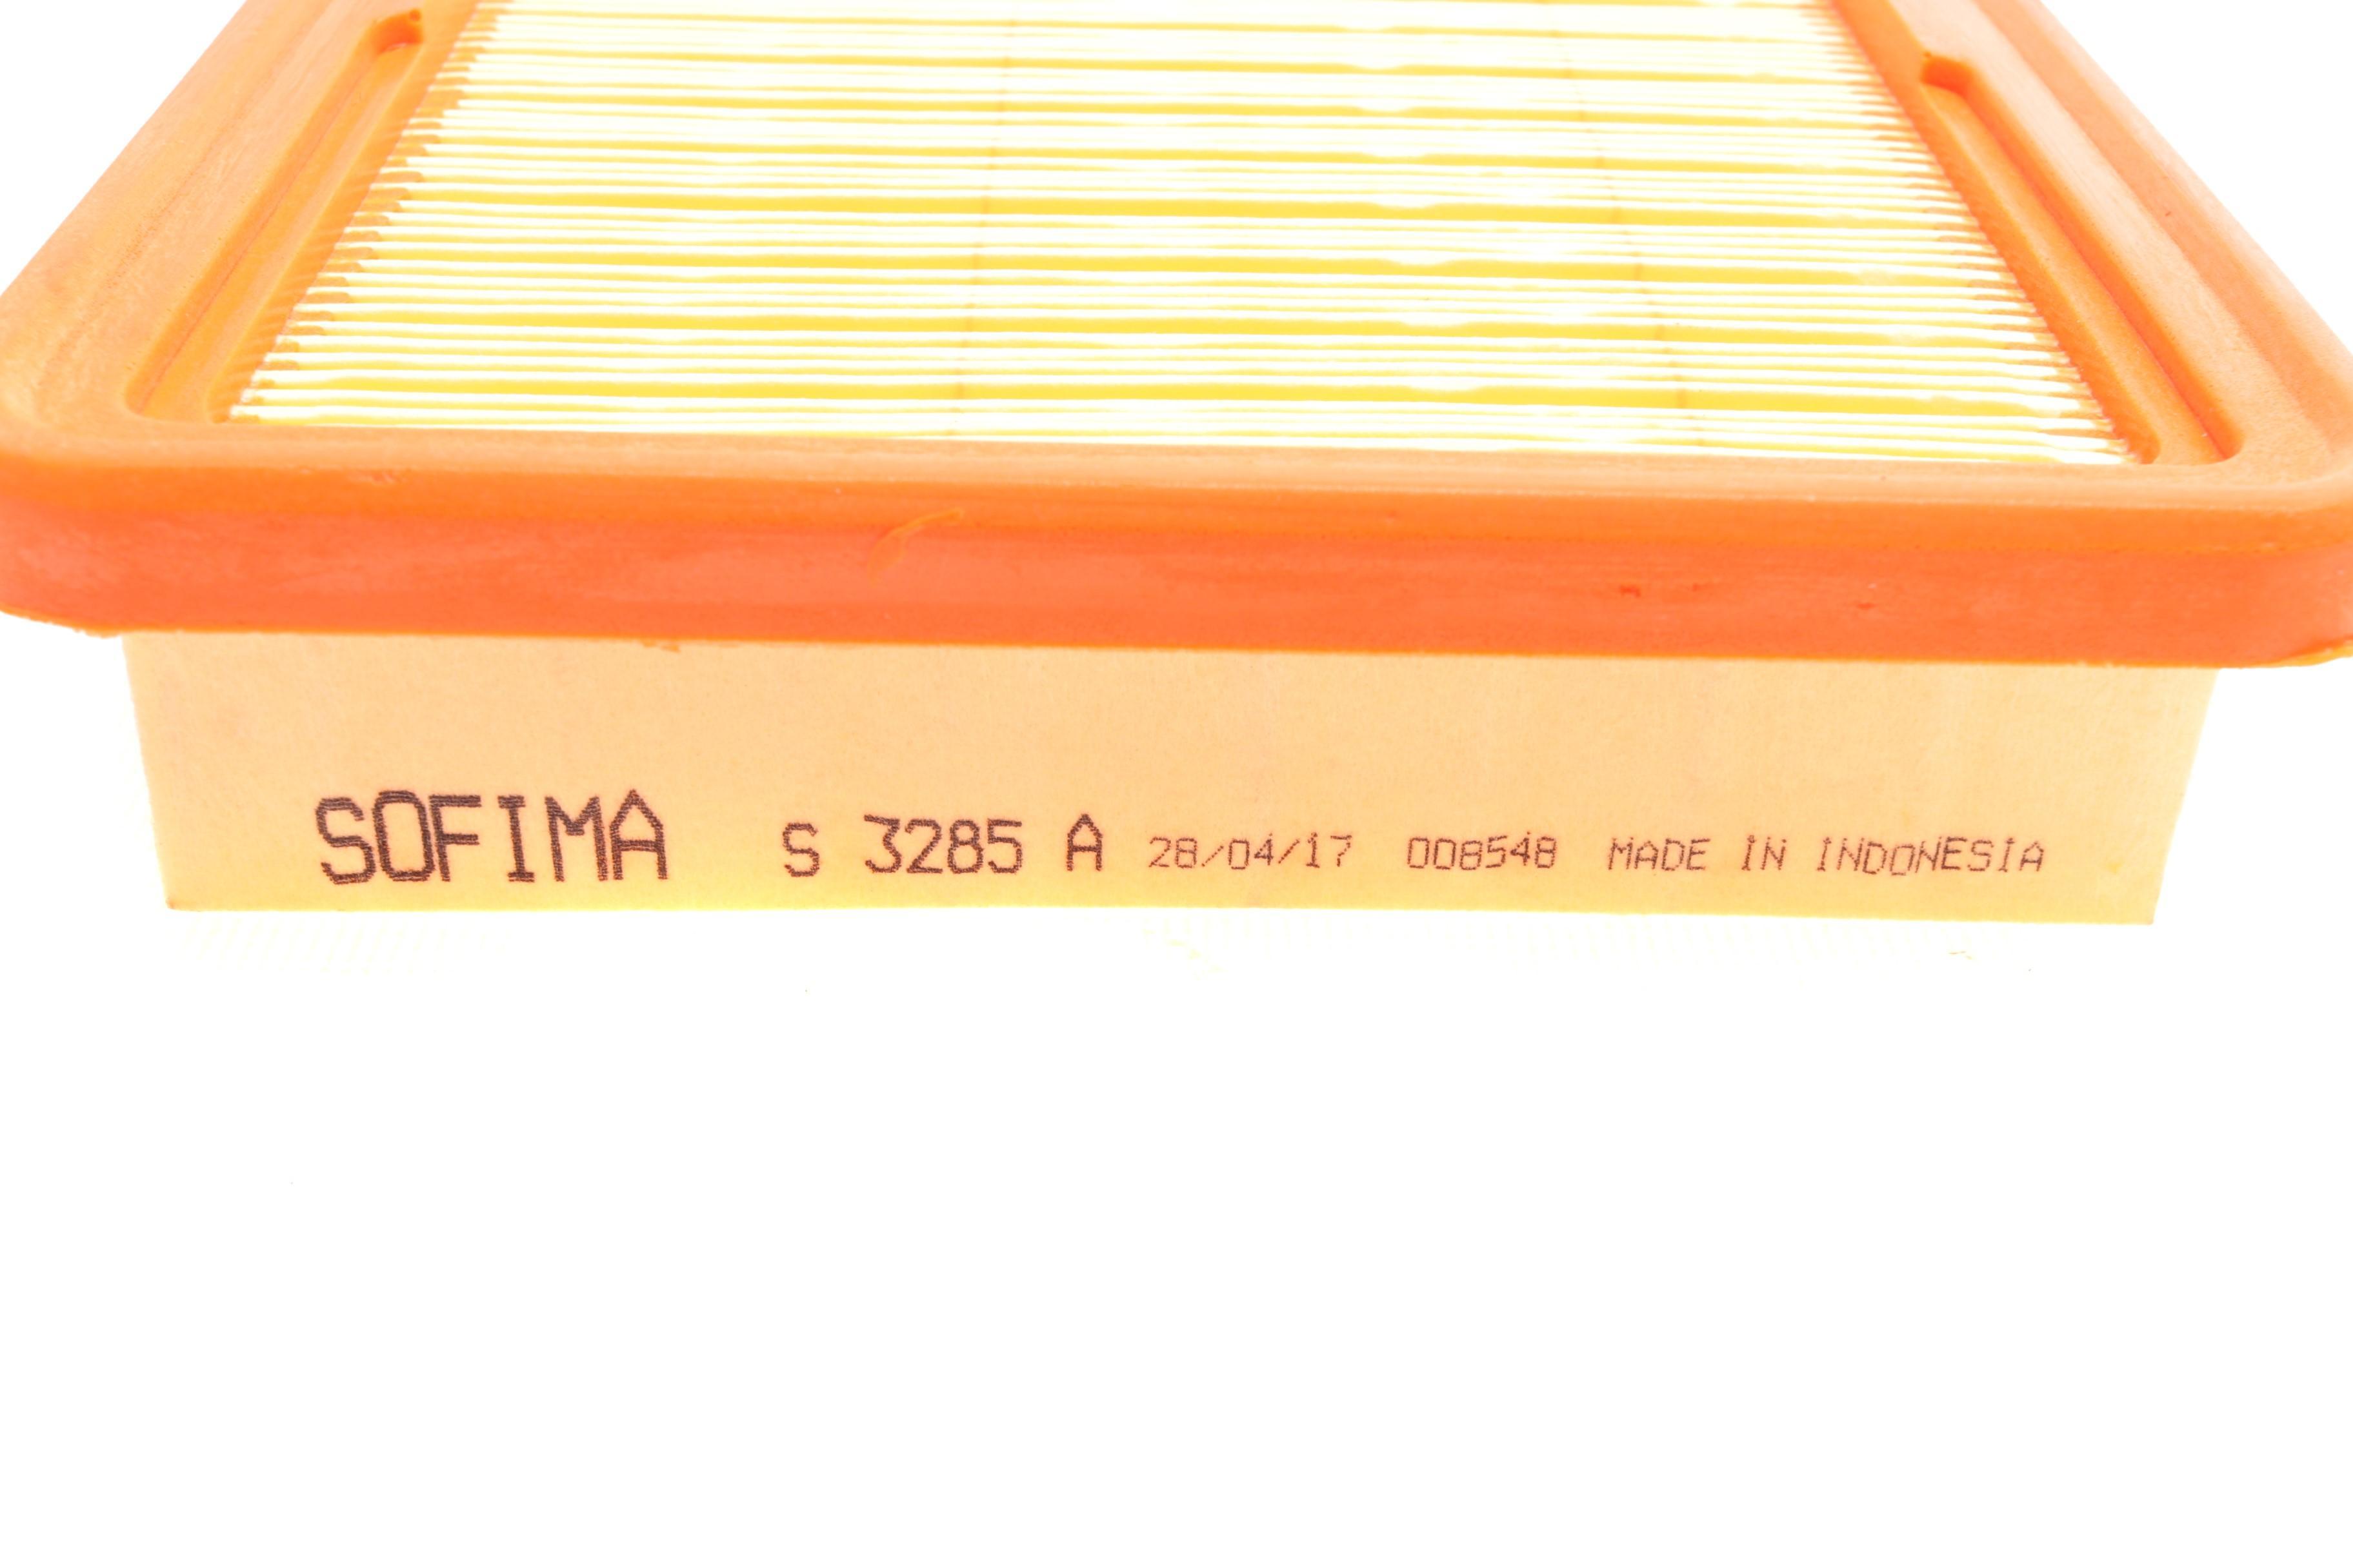 SOFIMA S 3285 A 28/04/17 008548 MADE IN INDONESIA